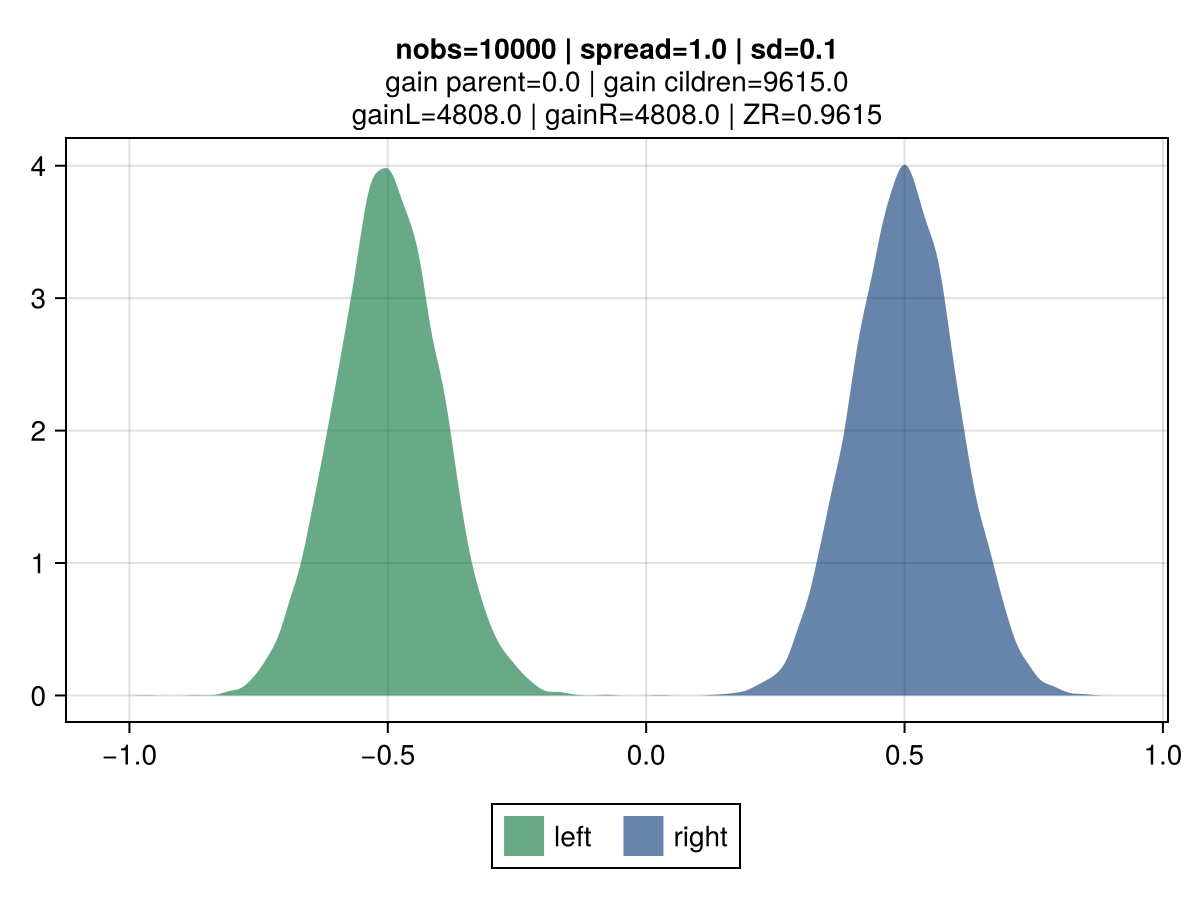 nobs=10000 | spread=1.0 | sd=0.1
gain parent=0.0 | gain cildren=9615.0
gainL=4808.0 | gainR=4808.0 | ZR=0.9615
4
3
2
1
0
−1.0 −0.5 0.0 0.5 1.0
left right